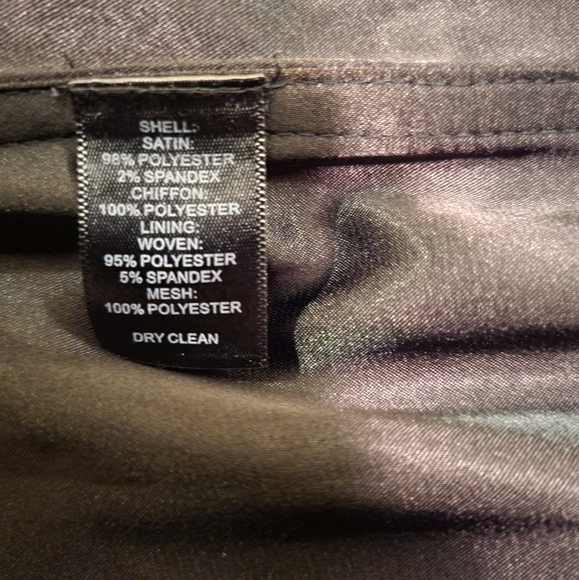 SHELL:
SATIN:
98% POLYESTER
2% SPANDEX
CHIFFON:
100% POLYESTER
LINING:
WOVEN:
95% POLYESTER
5% SPANDEX
MESH:
100% POLYESTER
DRY CLEAN